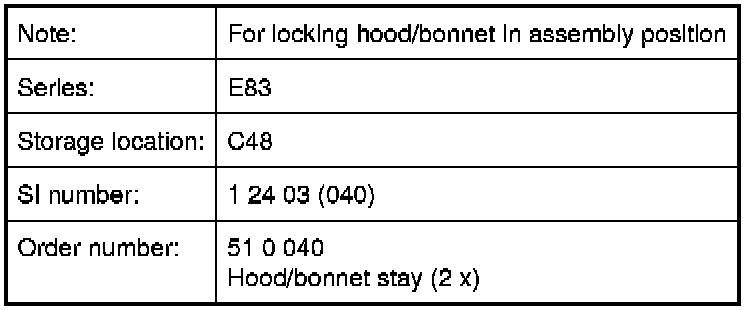 Note: For locking hood/bonnet in assembly position
Series: E83
Storage location: C48
SI number: 1 24 03 (040)
Order number: 51 0 040
Hood/bonnet stay (2 x)